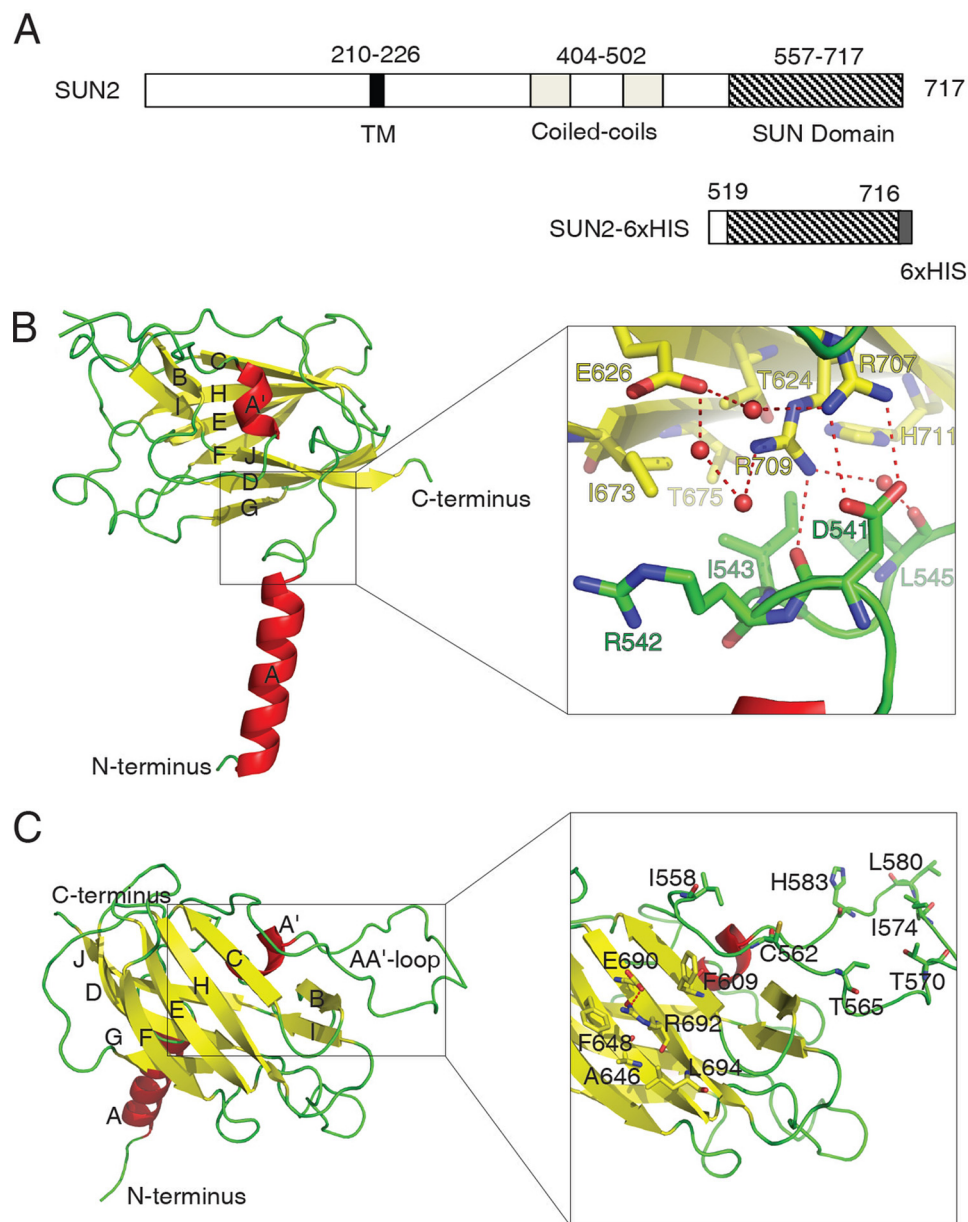 A
210-226 404-502 557-717
SUN2 717
TM Coiled-coils SUN Domain
519 716
SUN2-6xHIS
6xHIS
B
C
B
H
I
A'
E
F J
D
G
C-terminus
A
N-terminus
E626 T624 R707
H711
R709
I673 T675
D541
I543 L545
R542
C
C-terminus
A'
J C AA'-loop
D H B
E
G F I
A
N-terminus
I558 H583 L580
I574
E690 C562
F609 T570
T565
F648 R692
A646 L694